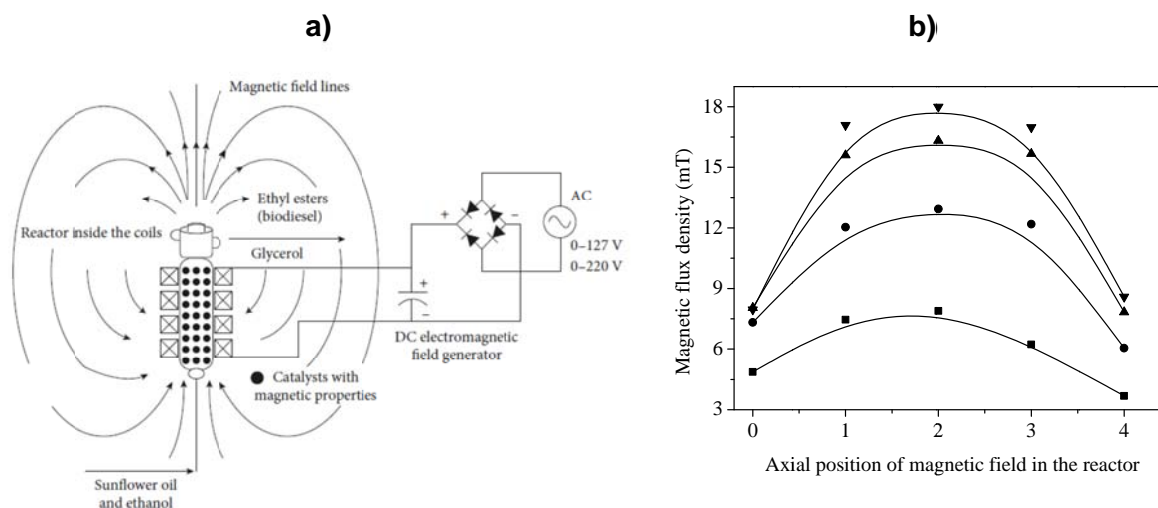 a)
Magnetic field lines
Ethyl esters
(biodiesel)
Reactor inside the coils
Glycerol
+
−
AC
0–127 V
0–220 V
+
−
DC electromagnetic
field generator
Catalysts with
magnetic properties
Sunflower oil
and ethanol
b)
Magnetic flux density (mT)
18
15
12
9
6
3
0 1 2 3 4
Axial position of magnetic field in the reactor